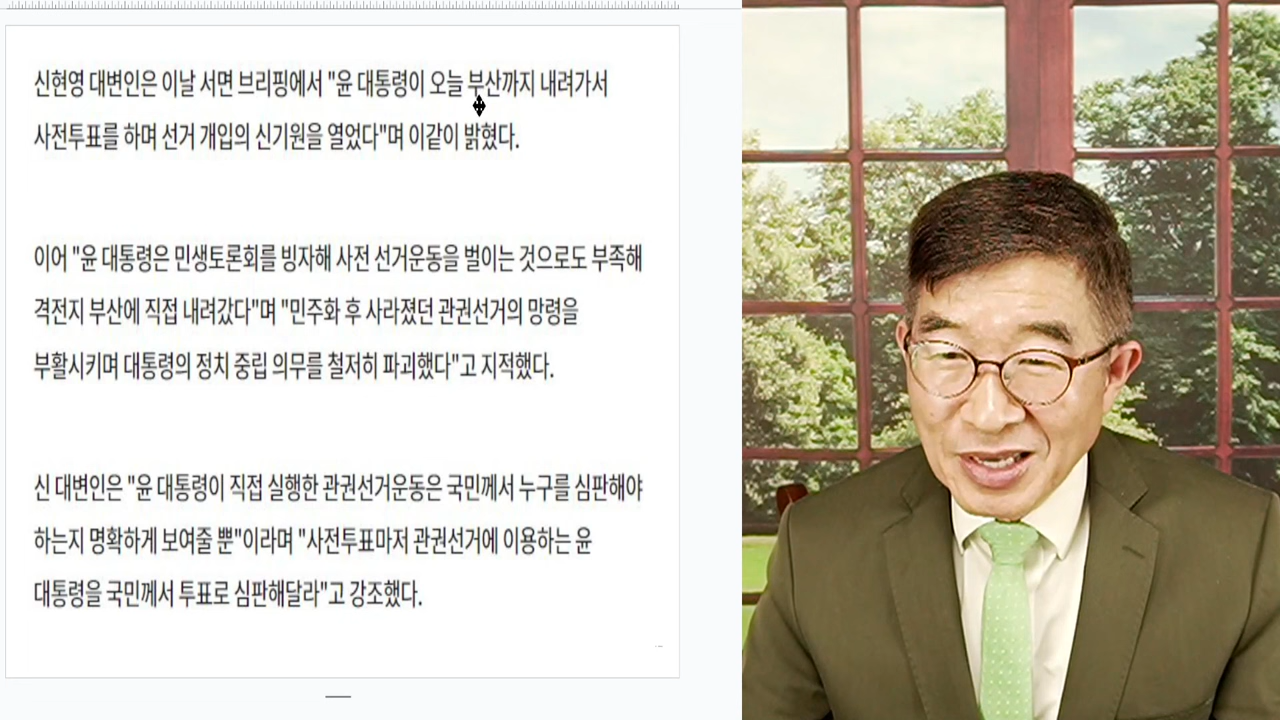 신현영 대변인은 이날 서면 브리핑에서 "윤 대통령이 오늘 부산까지 내려가서
사전투표를 하며 선거 개입의 신기원을 열었다"며 이같이 밝혔다.
이어 "윤 대통령은 민생토론회를 빙자해 사전 선거운동을 벌이는 것으로도 부족해
격전지 부산에 직접 내려갔다"며 "민주화 후 사라졌던 관권선거의 망령을
부활시키며 대통령의 정치 중립 의무를 철저히 파괴했다"고 지적했다.
신 대변인은 "윤 대통령이 직접 실행한 관권선거운동은 국민께서 누구를 심판해야
하는지 명확하게 보여줄 뿐"이라며 "사전투표마저 관권선거에 이용하는 윤
대통령을 국민께서 투표로 심판해달라"고 강조했다.